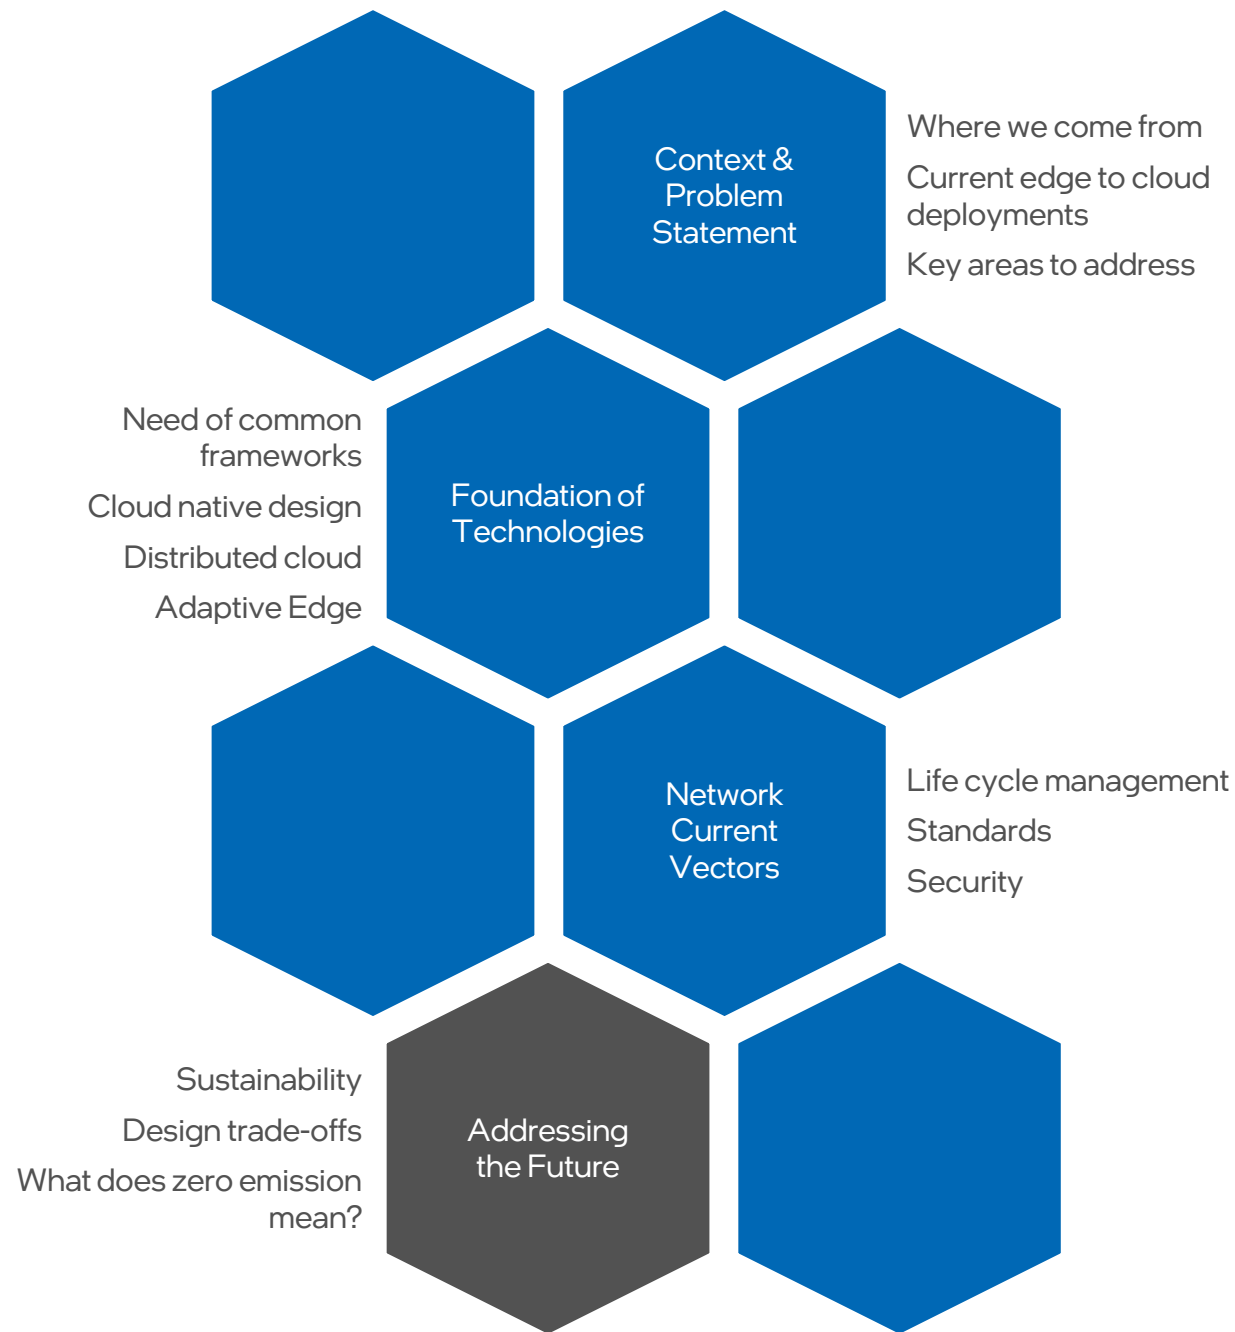 Context &
Problem
Statement
Where we come from
Current edge to cloud
deployments
Key areas to address
Need of common
frameworks
Cloud native design
Distributed cloud
Adaptive Edge
Foundation of
Technologies
Network
Current
Vectors
Life cycle management
Standards
Security
Sustainability
Design trade-offs
What does zero emission
mean?
Addressing
the Future